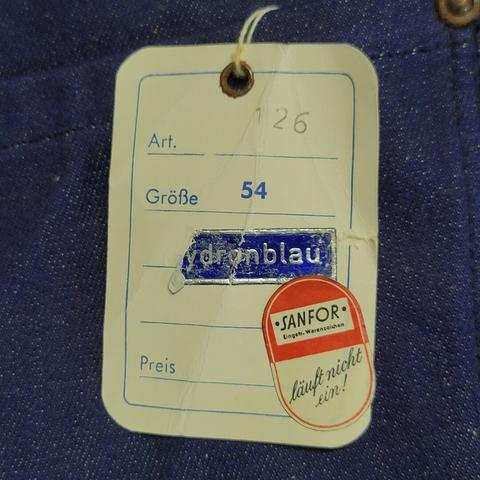 Art. 126
Größe 54
ydronblau
Preis
·SANFOR·
Eingetr. Warenzeichen
läuft nicht
ein!